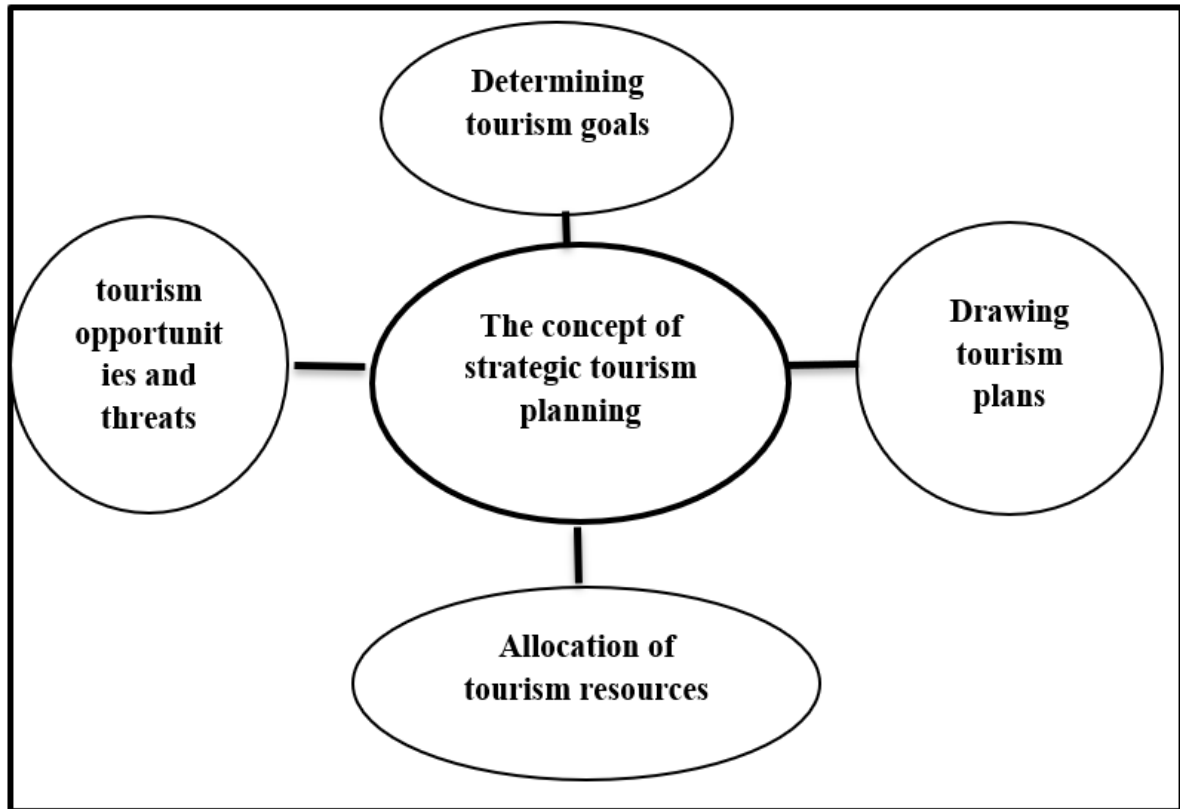 Determining
tourism goals
tourism
opportunit
ies and
threats
The concept of
strategic tourism
planning
Drawing
tourism
plans
Allocation of
tourism resources